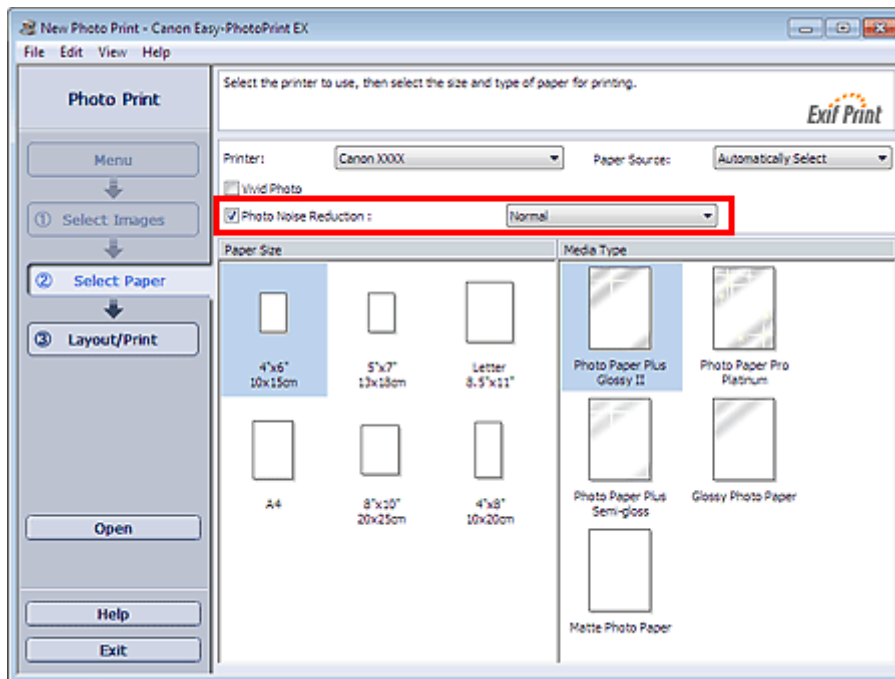 New Photo Print - Canon Easy-PhotoPrint EX
File Edit View Help
Photo Print
Select the printer to use, then select the size and type of paper for printing.
Exif Print
Menu
① Select Images
② Select Paper
③ Layout/Print
Open
Help
Exit
Printer: Canon XXXX Paper Source: Automatically Select
Vivid Photo
Photo Noise Reduction : Normal
Paper Size
4"x6"
10x15cm
5"x7"
13x18cm
Letter
8.5"x11"
A4
8"x10"
20x25cm
4"x8"
10x20cm
Media Type
Photo Paper Plus
Glossy II
Photo Paper Pro
Platinum
Photo Paper Plus
Semi-gloss
Glossy Photo Paper
Matte Photo Paper